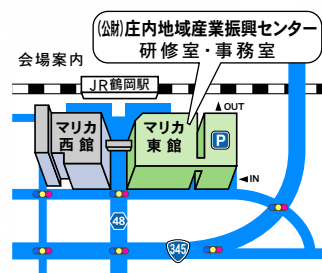 (公財)庄内地域産業振興センター
研修室・事務室
会場案内
JR鶴岡駅
▲OUT
マリカ
西館
マリカ
東館
P
◀IN
48
345